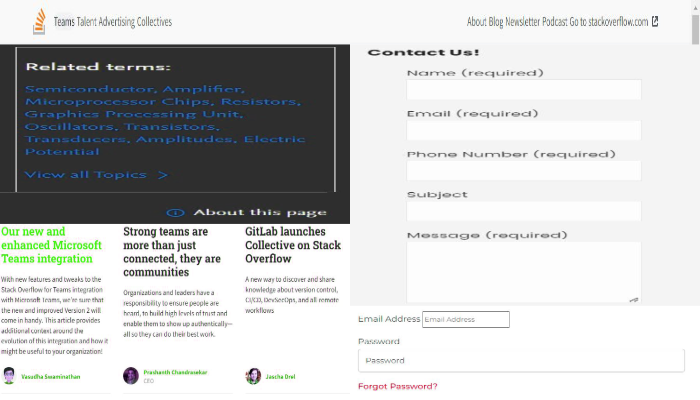 Teams Talent Advertising Collectives
About Blog Newsletter Podcast Go to stackoverflow.com
Related terms:
Semiconductor, Amplifier,
Microprocessor Chips, Resistors,
Graphics Processing Unit,
Oscillators, Transistors,
Transducers, Amplitudes, Electric
Potential
View all Topics >
About this page
Contact Us!
Name (required)
Email (required)
Phone Number (required)
Subject
Message (required)
Our new and
enhanced Microsoft
Teams integration
With new features and tweaks to the
Stack Overflow for Teams integration
with Microsoft Teams, we're sure that
the new and improved Version 2 will
come in handy. This article provides
additional context around the
evolution of this integration and how it
might be useful to your organization!
Vasudha Swaminathan
Strong teams are
more than just
connected, they are
communities
Organizations and leaders have a
responsibility to ensure people are
heard, to build high levels of trust and
enable them to show up authentically—
all so they can do their best work.
Prashanth Chandrasekar
CEO
GitLab launches
Collective on Stack
Overflow
A new way to discover and share
knowledge about version control,
CI/CD, DevSecOps, and all-remote
workflows
Jascha Drel
Email Address Email Address
Password
Password
Forgot Password?